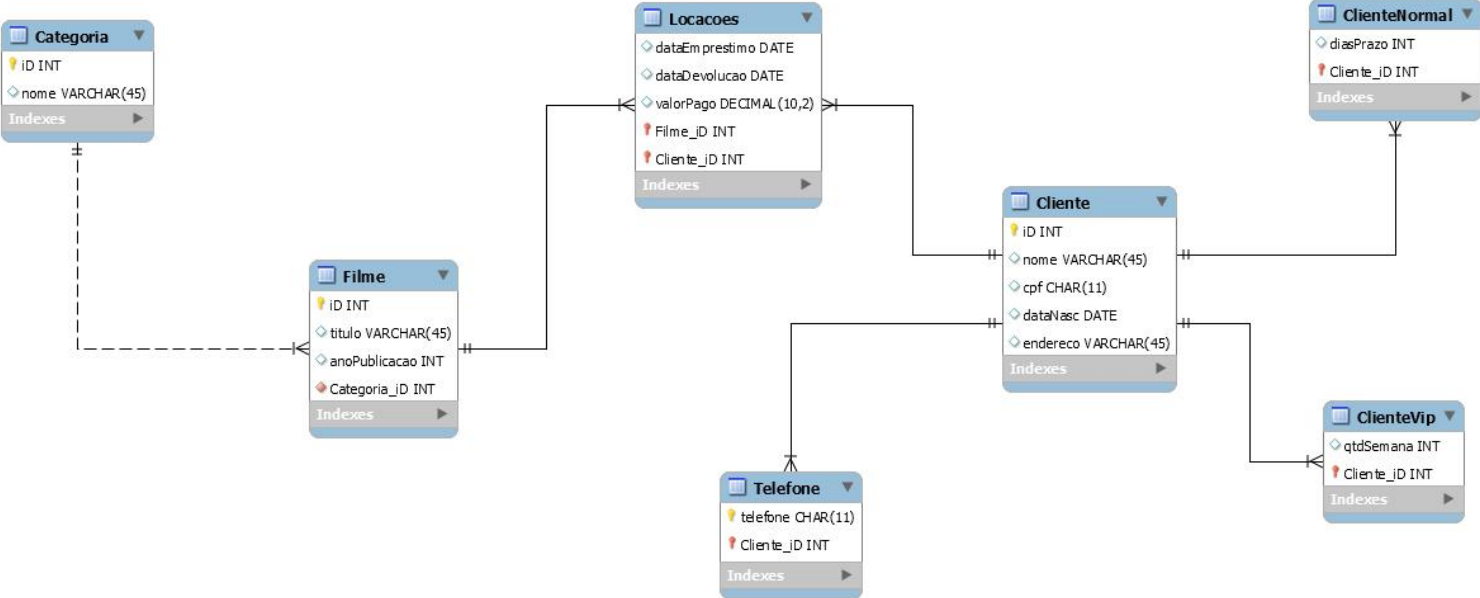 Categoria
iD INT
nome VARCHAR(45)
Indexes
Locacoes
dataEmprestimo DATE
dataDevolucao DATE
valorPago DECIMAL(10,2)
Filme_iD INT
Cliente_iD INT
Indexes
ClienteNormal
diasPrazo INT
Cliente_iD INT
Indexes
Filme
iD INT
titulo VARCHAR(45)
anoPublicacao INT
Categoria_iD INT
Indexes
Cliente
iD INT
nome VARCHAR(45)
cpf CHAR(11)
dataNasc DATE
endereco VARCHAR(45)
Indexes
Telefone
telefone CHAR(11)
Cliente_iD INT
Indexes
ClienteVip
qtdSemana INT
Cliente_iD INT
Indexes